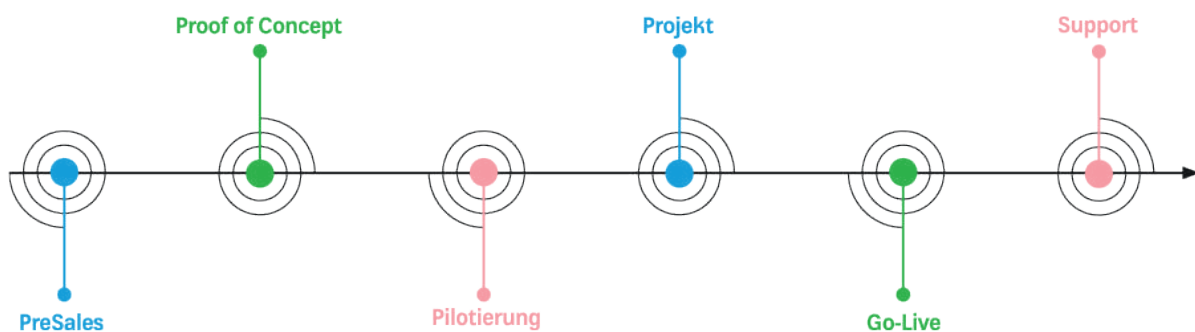 PreSales
Proof of Concept
Pilotierung
Projekt
Go-Live
Support